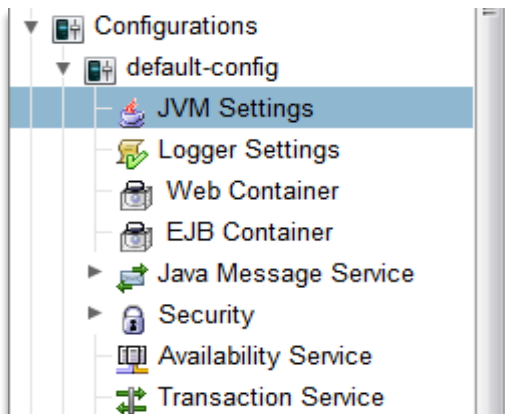 Configurations
default-config
JVM Settings
Logger Settings
Web Container
EJB Container
Java Message Service
Security
Availability Service
Transaction Service